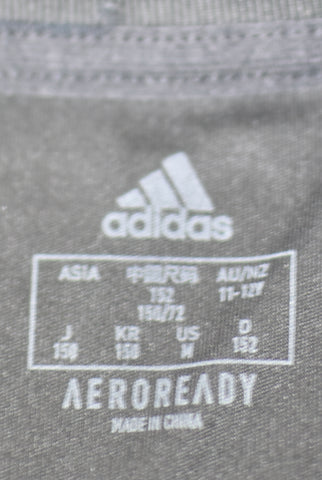 adidas
ASIA 中国尺码 AU/NZ
152 11-12Y
150/72
J KR US D
150 150 M 152
AEROREADY
MADE IN CHINA